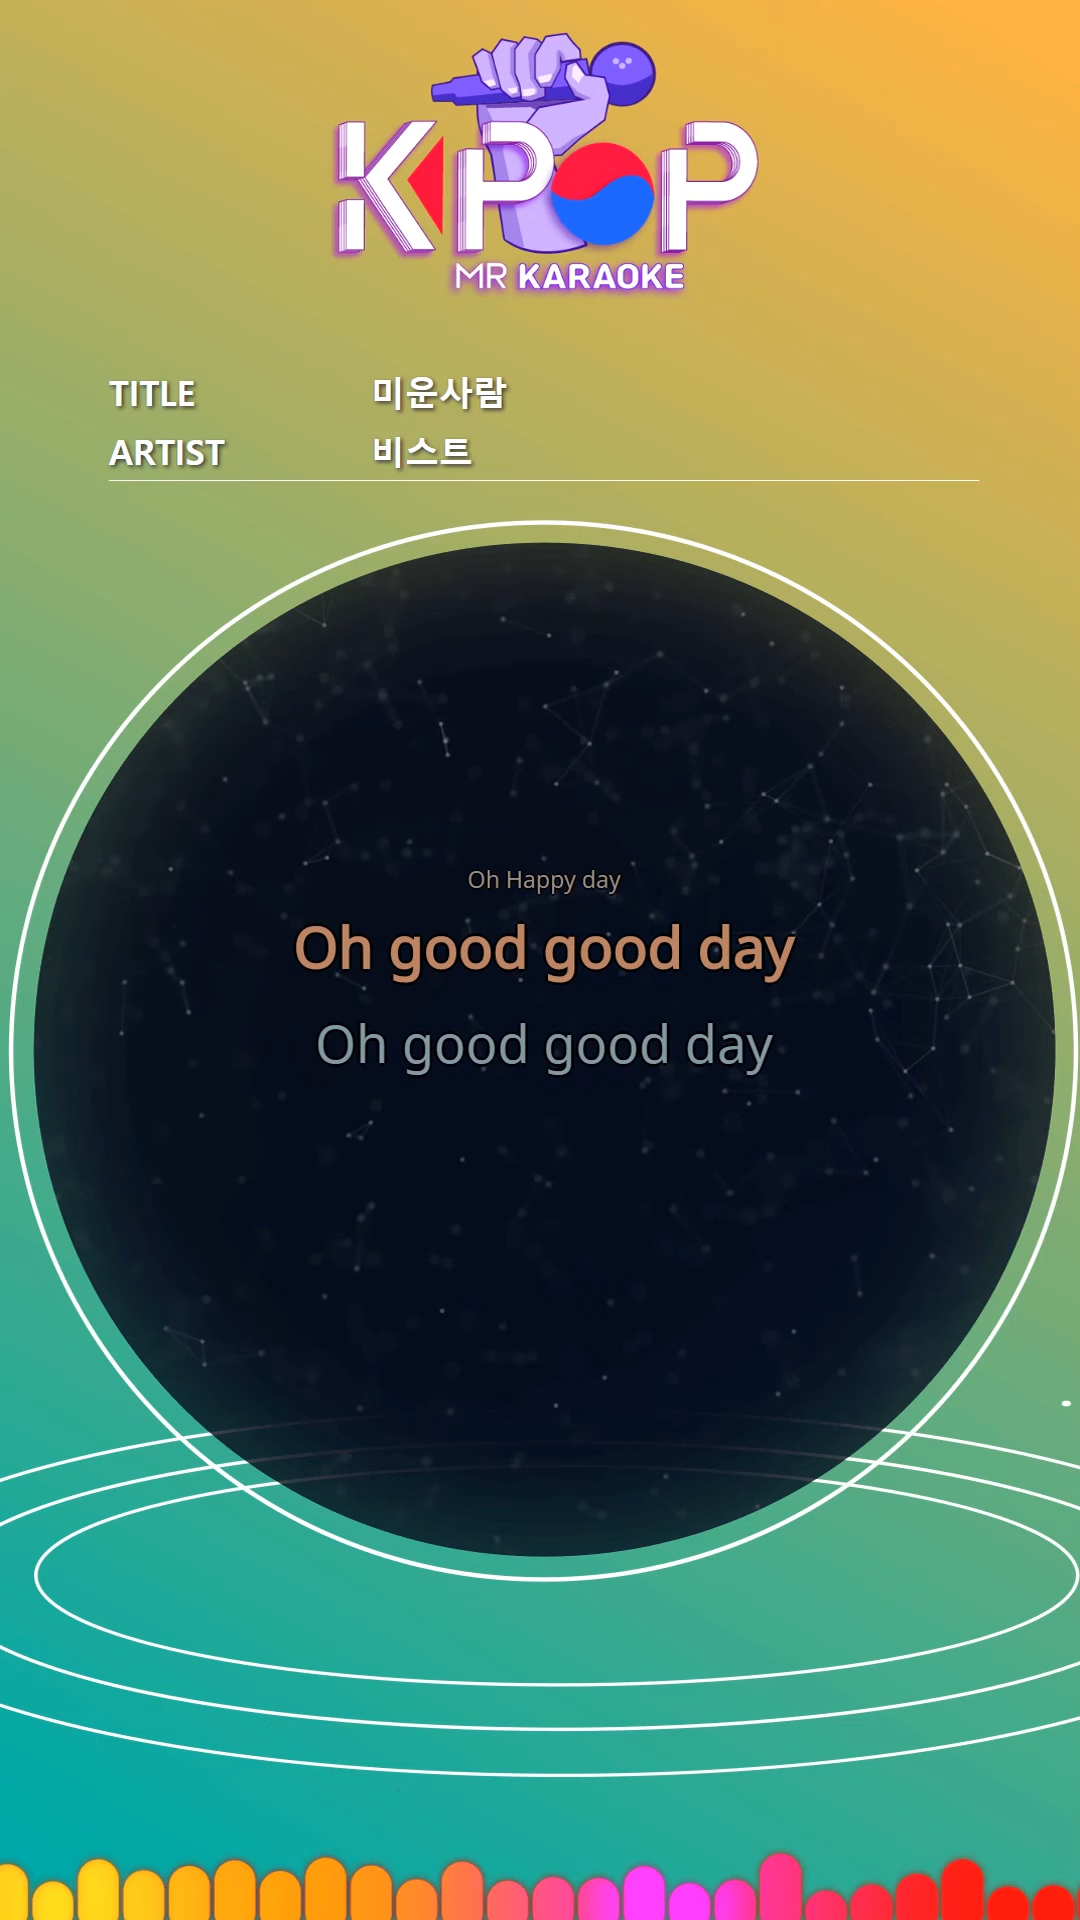 KPOP
MR KARAOKE
TITLE 미운사람
ARTIST 비스트
Oh Happy day
Oh good good day
Oh good good day